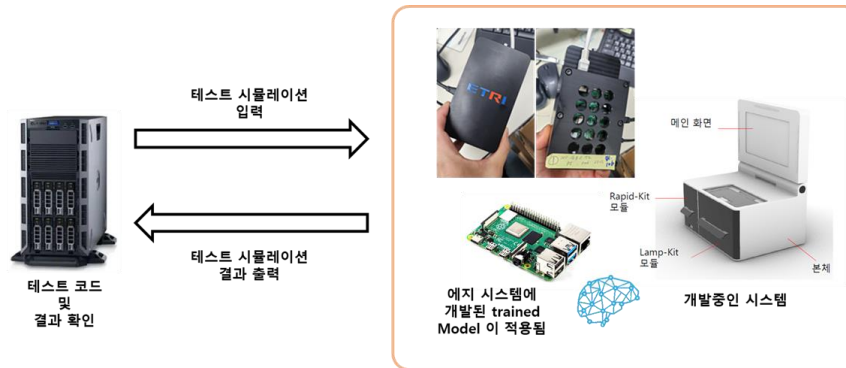 테스트 시뮬레이션
입력
테스트 시뮬레이션
결과 출력
테스트 코드
및
결과 확인
ETRI
에지 시스템에
개발된 trained
Model 이 적용됨
메인 화면
Rapid-Kit
모듈
Lamp-Kit
모듈
본체
개발중인 시스템